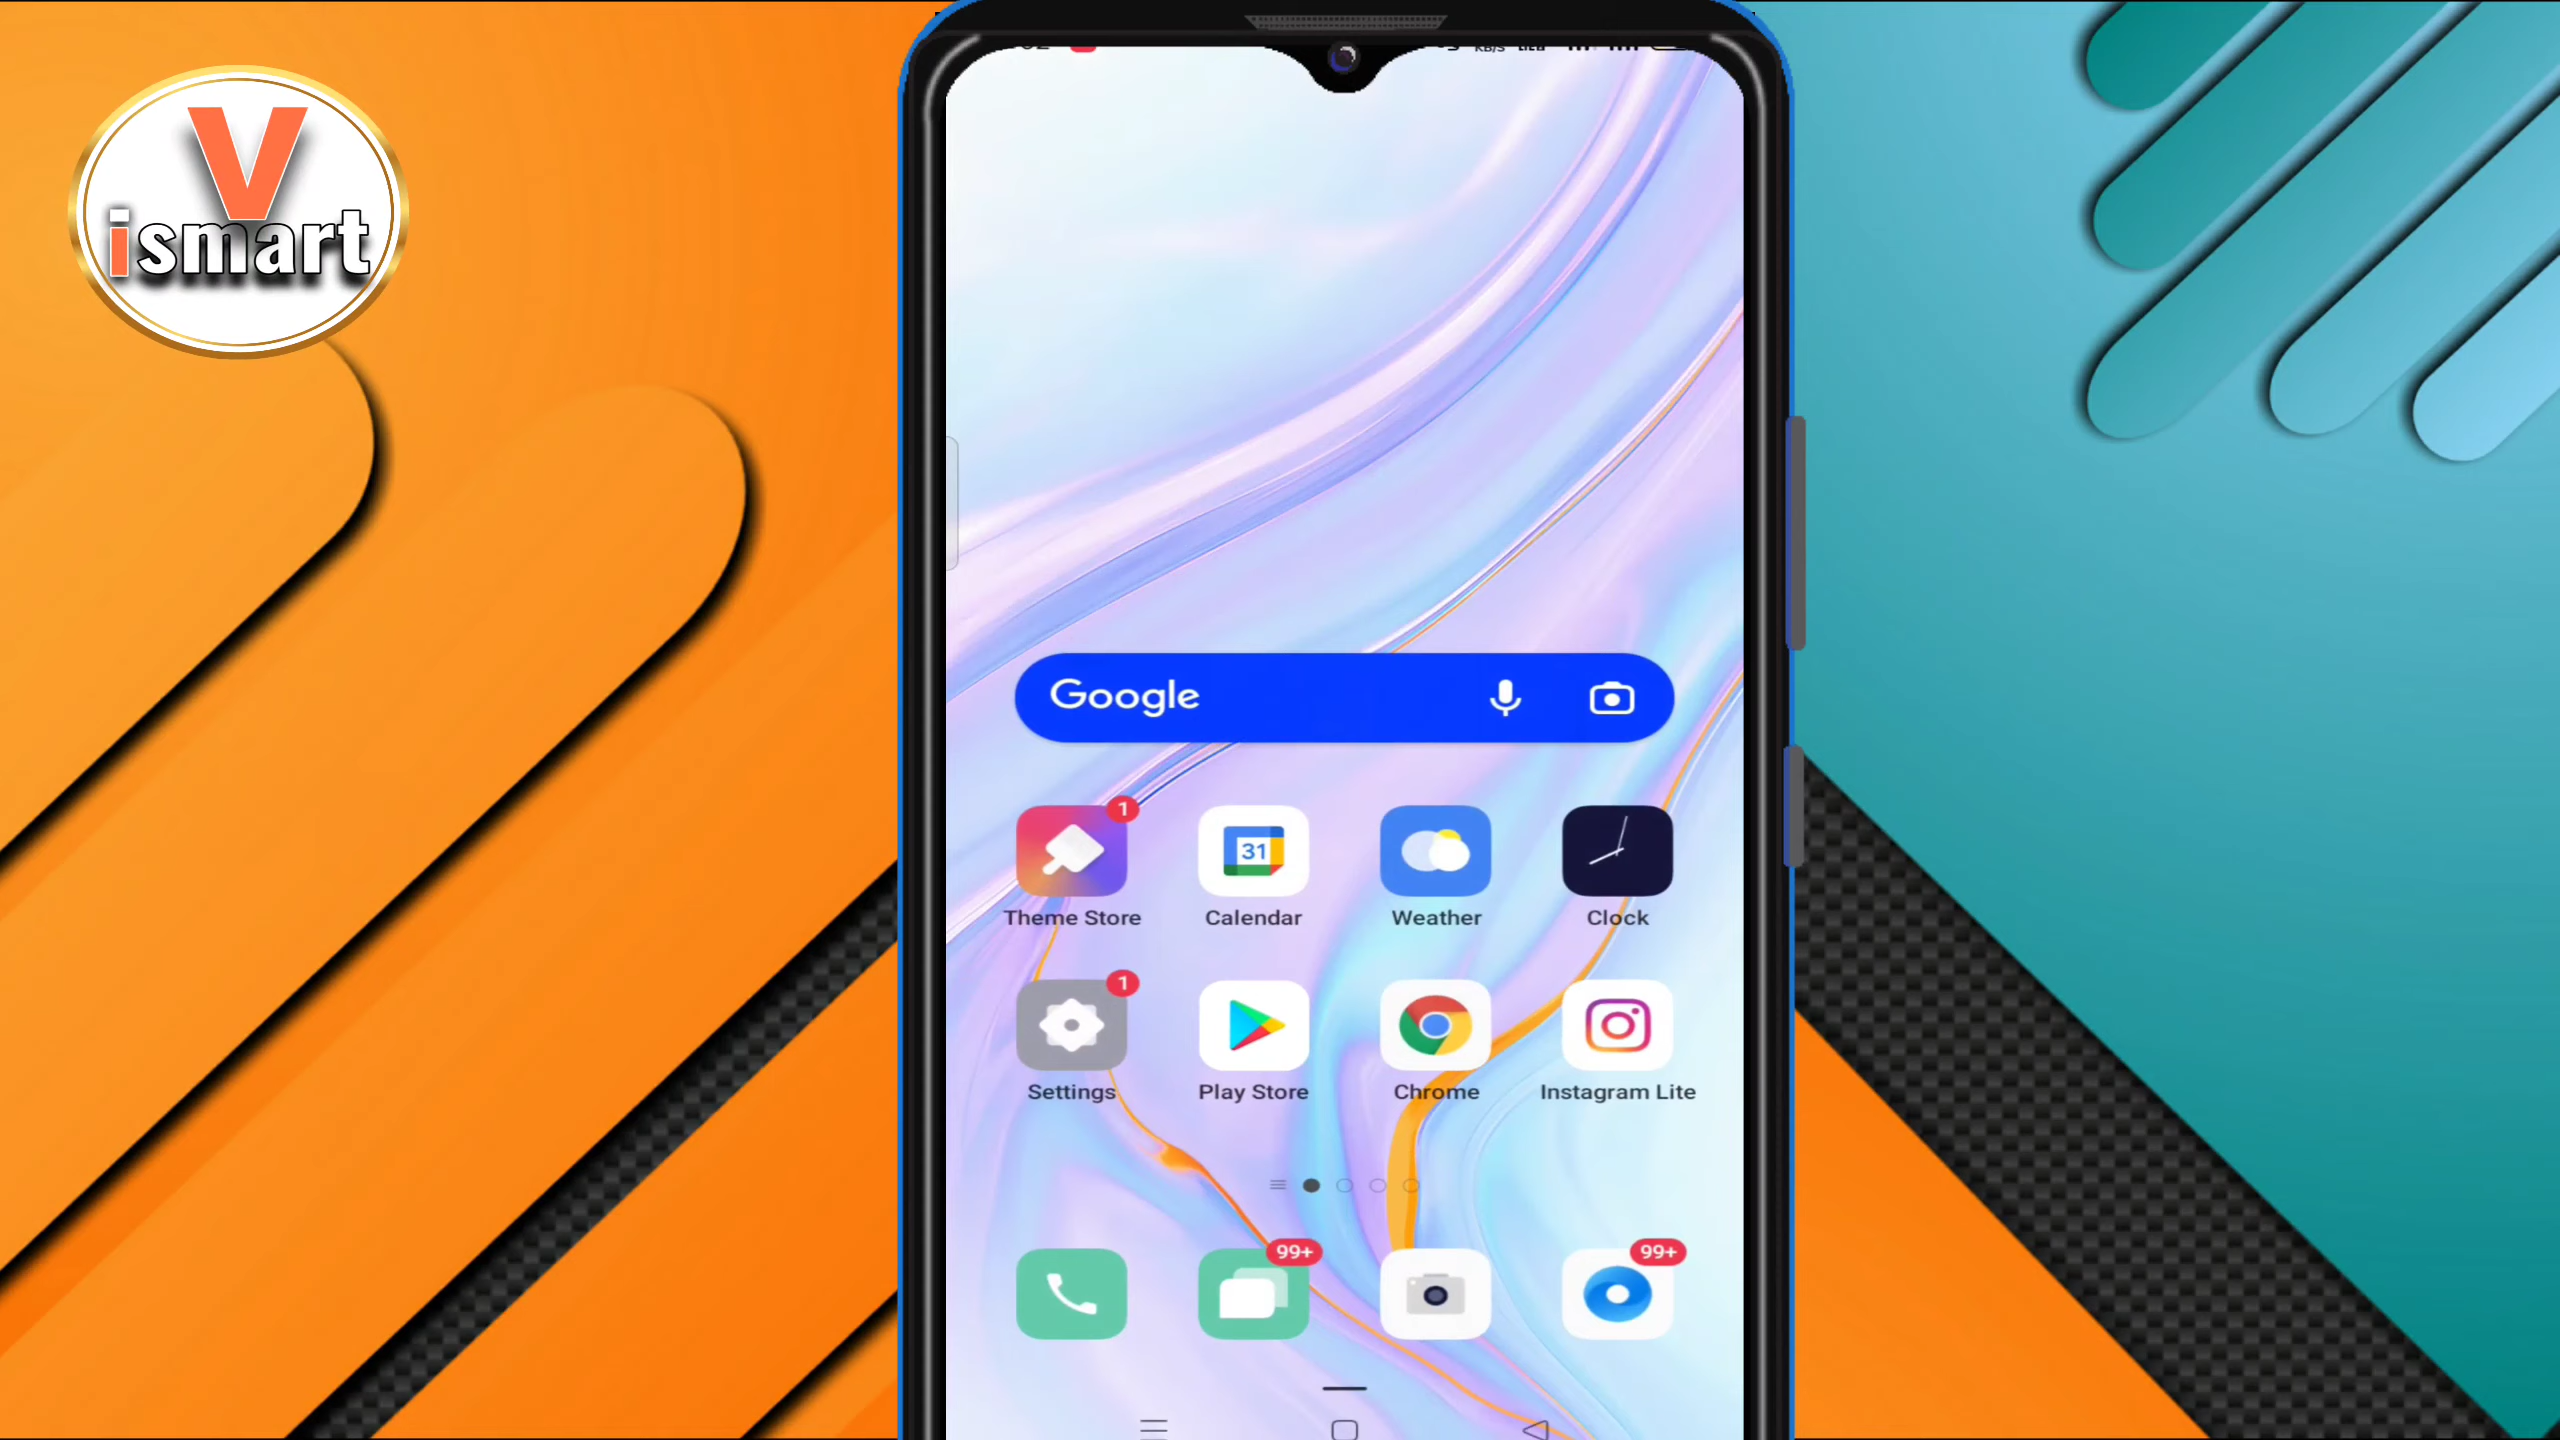 V
ismart
Google
1
31
Theme Store
Calendar
Weather
Clock
1
Settings
Play Store
Chrome
Instagram Lite
99+
99+